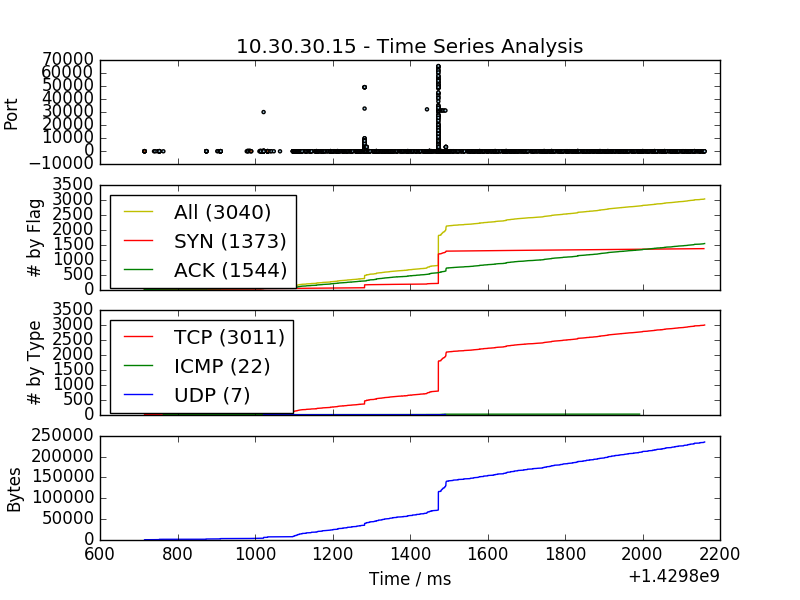 10.30.30.15 - Time Series Analysis
70000
60000
50000
40000
30000
20000
10000
0
−10000
Port
3500
3000
2500
2000
1500
1000
500
0
# by Flag
All (3040)
SYN (1373)
ACK (1544)
3500
3000
2500
2000
1500
1000
500
0
# by Type
TCP (3011)
ICMP (22)
UDP (7)
250000
200000
150000
100000
50000
0
Bytes
600 800 1000 1200 1400 1600 1800 2000 2200
Time / ms
+1.4298e9